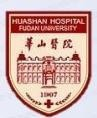 HUASHAN HOSPITAL
FUDAN UNIVERSITY
華山醫院
1907